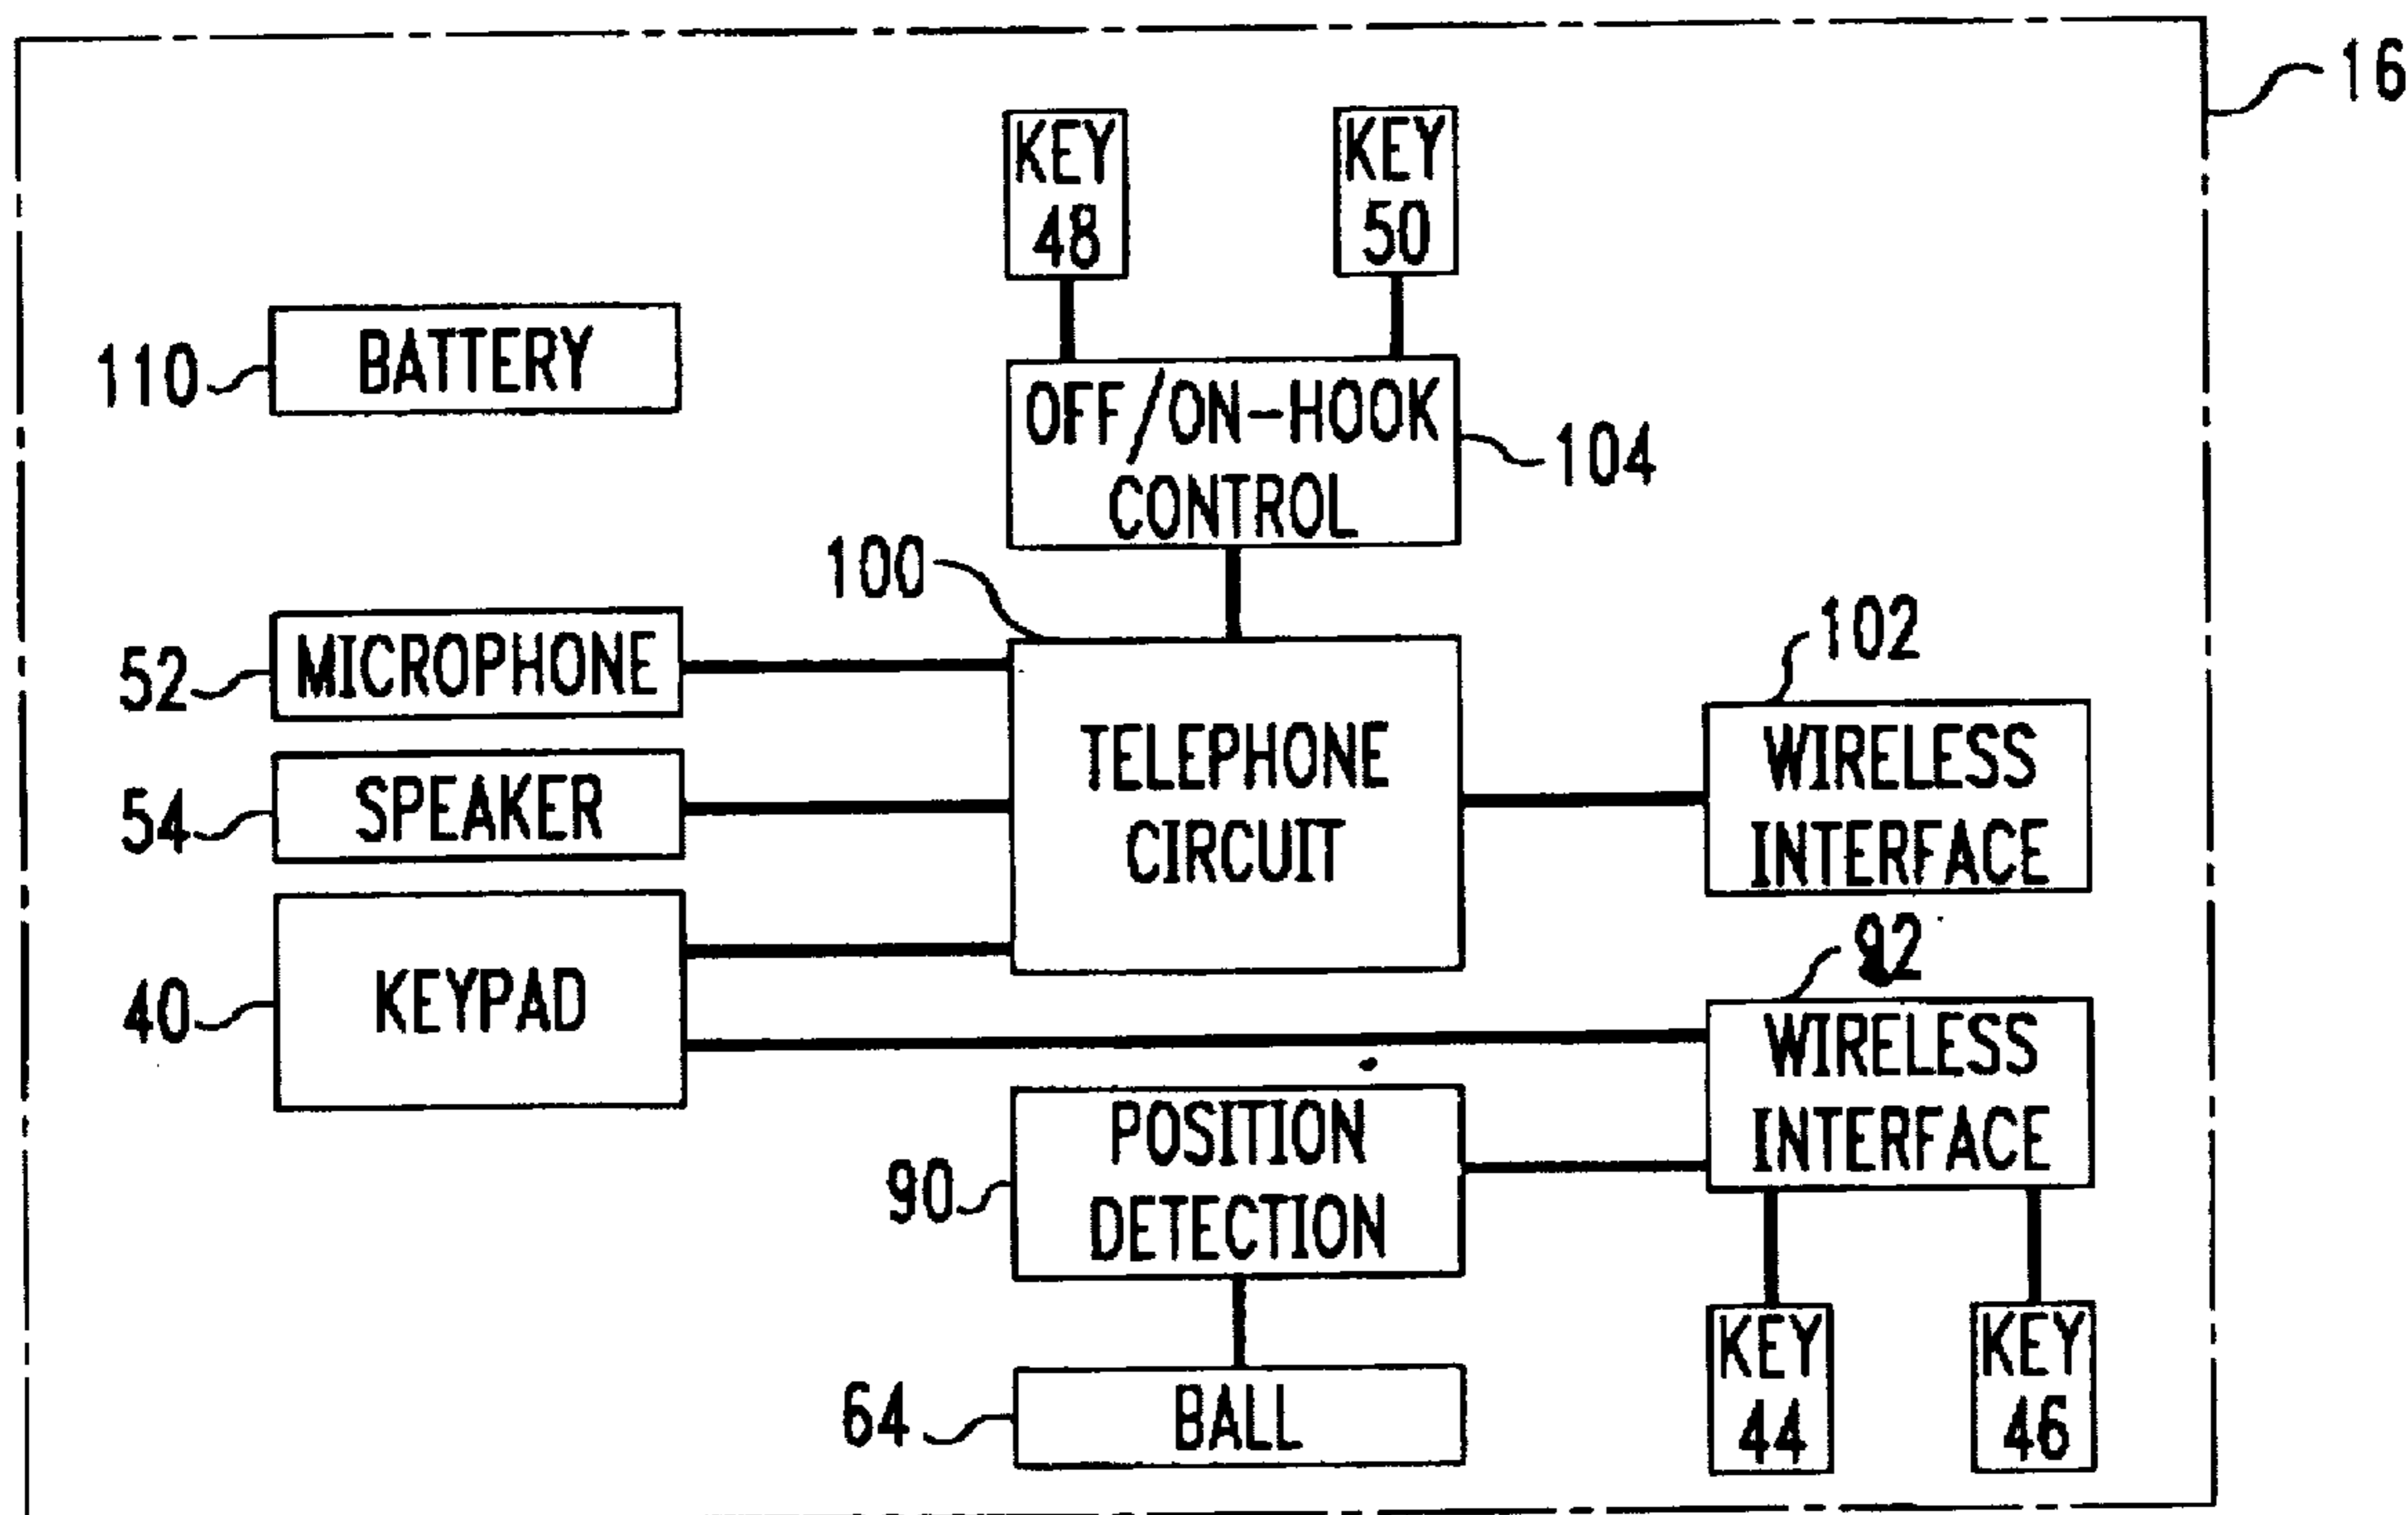 16
KEY
48
KEY
50
110
BATTERY
OFF/ON-HOOK
CONTROL
104
100
52
MICROPHONE
102
54
SPEAKER
TELEPHONE
CIRCUIT
WIRELESS
INTERFACE
92
40
KEYPAD
WIRELESS
INTERFACE
90
POSITION
DETECTION
64
BALL
KEY
44
KEY
46